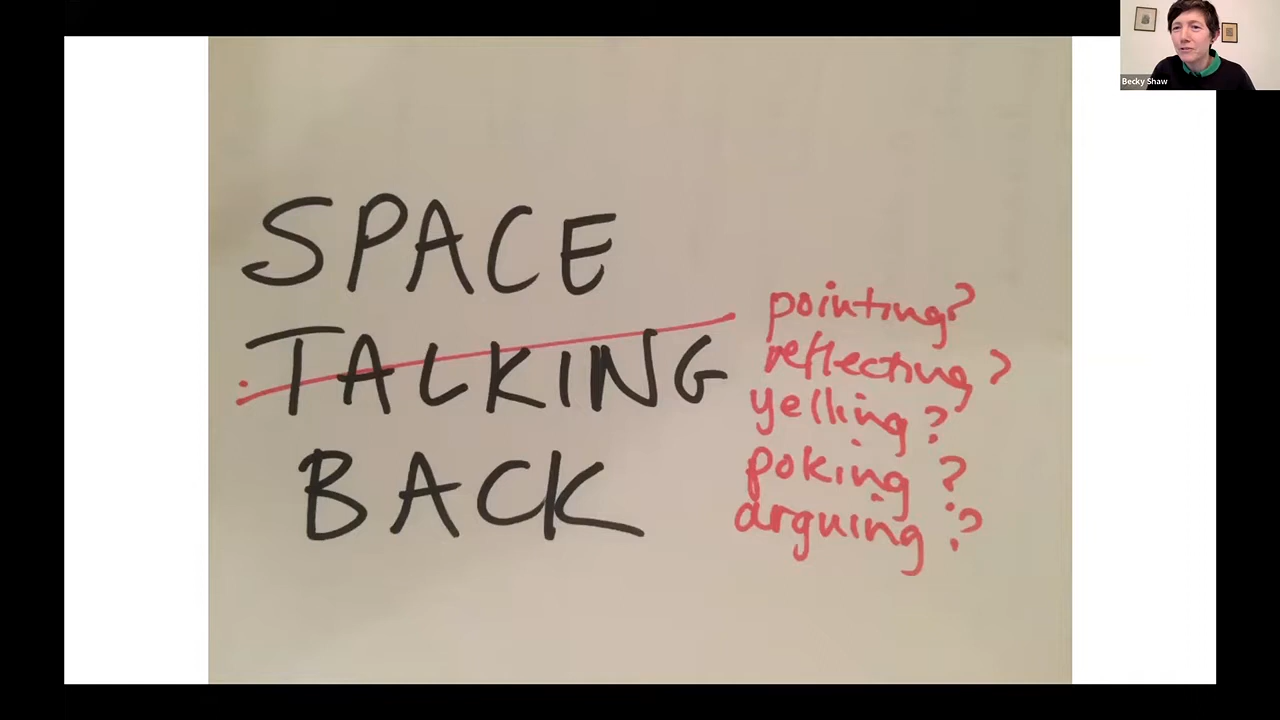 SPACE
TALKING
BACK
pointing?
reflecting?
yelling?
poking?
arguing?
Becky Shaw